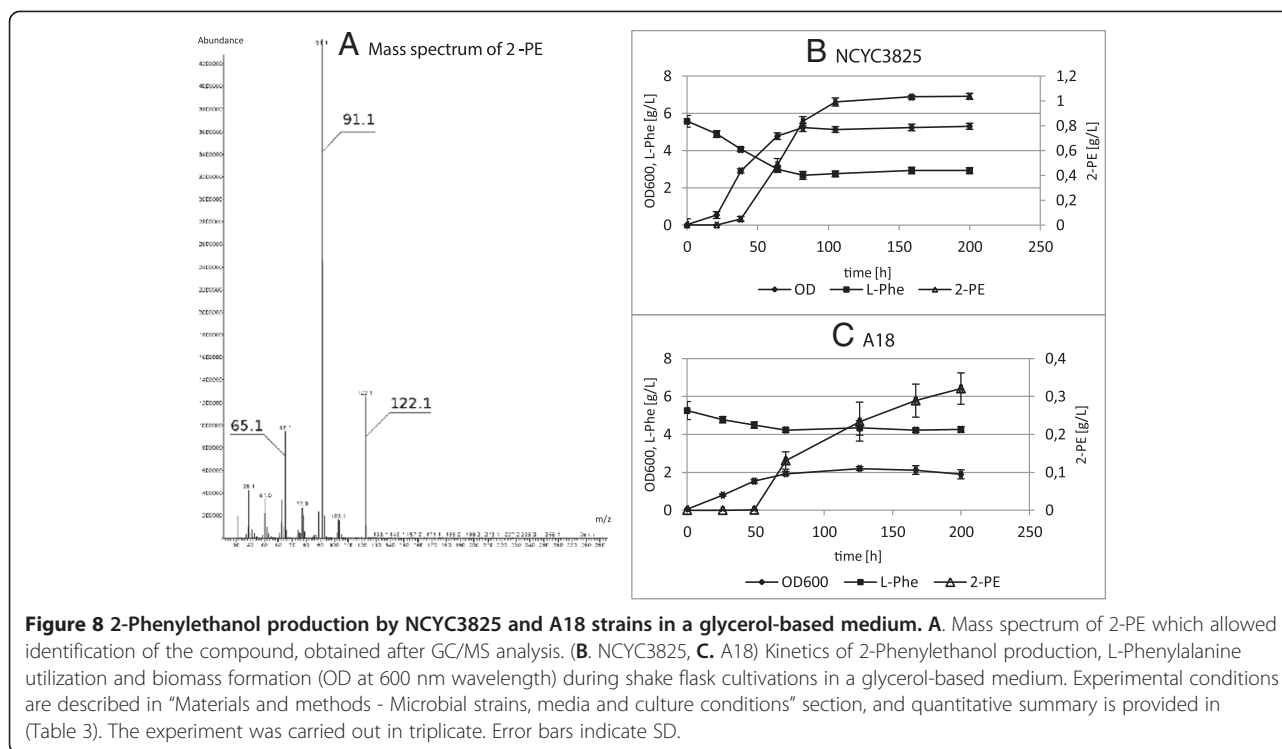 Abundance
A Mass spectrum of 2 -PE
91.1
65.1
122.1
m/z
B NCYC3825
OD600, L-Phe [g/L]
8
6
4
2
0
2-PE [g/L]
1,2
1
0,8
0,6
0,4
0,2
0
0 50 100 150 200 250
time [h]
OD L-Phe 2-PE
C A18
OD600, L-Phe [g/L]
8
6
4
2
0
2-PE [g/L]
0,4
0,3
0,2
0,1
0
0 50 100 150 200 250
time [h]
OD600 L-Phe 2-PE
Figure 8 2-Phenylethanol production by NCYC3825 and A18 strains in a glycerol-based medium. A. Mass spectrum of 2-PE which allowed
identification of the compound, obtained after GC/MS analysis. (B. NCYC3825, C. A18) Kinetics of 2-Phenylethanol production, L-Phenylalanine
utilization and biomass formation (OD at 600 nm wavelength) during shake flask cultivations in a glycerol-based medium. Experimental conditions
are described in “Materials and methods - Microbial strains, media and culture conditions” section, and quantitative summary is provided in
(Table 3). The experiment was carried out in triplicate. Error bars indicate SD.